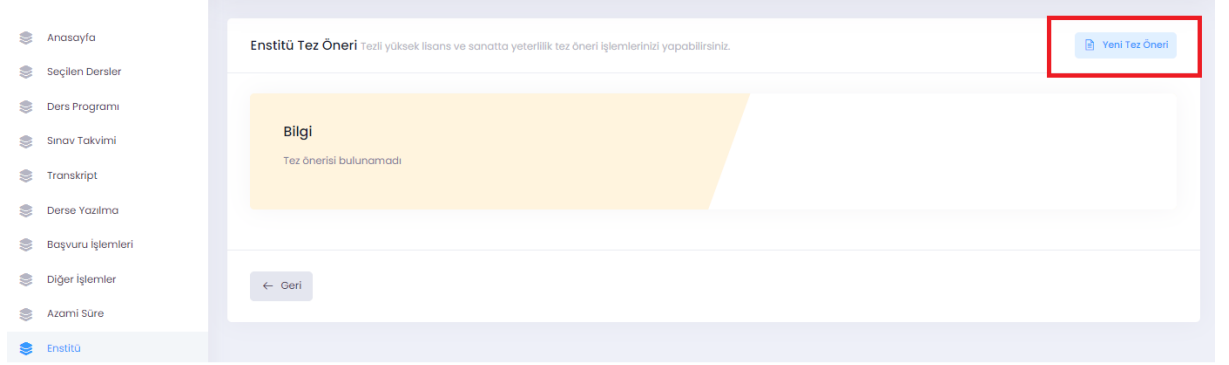 Anasayfa
Seçilen Dersler
Ders Programı
Sınav Takvimi
Transkript
Derse Yazılma
Başvuru İşlemleri
Diğer İşlemler
Azami Süre
Enstitü
Enstitü Tez Öneri Tezli yüksek lisans ve sanatta yeterlilik tez öneri işlemlerinizi yapabilirsiniz.
Yeni Tez Öneri
Bilgi
Tez önerisi bulunamadı
← Geri